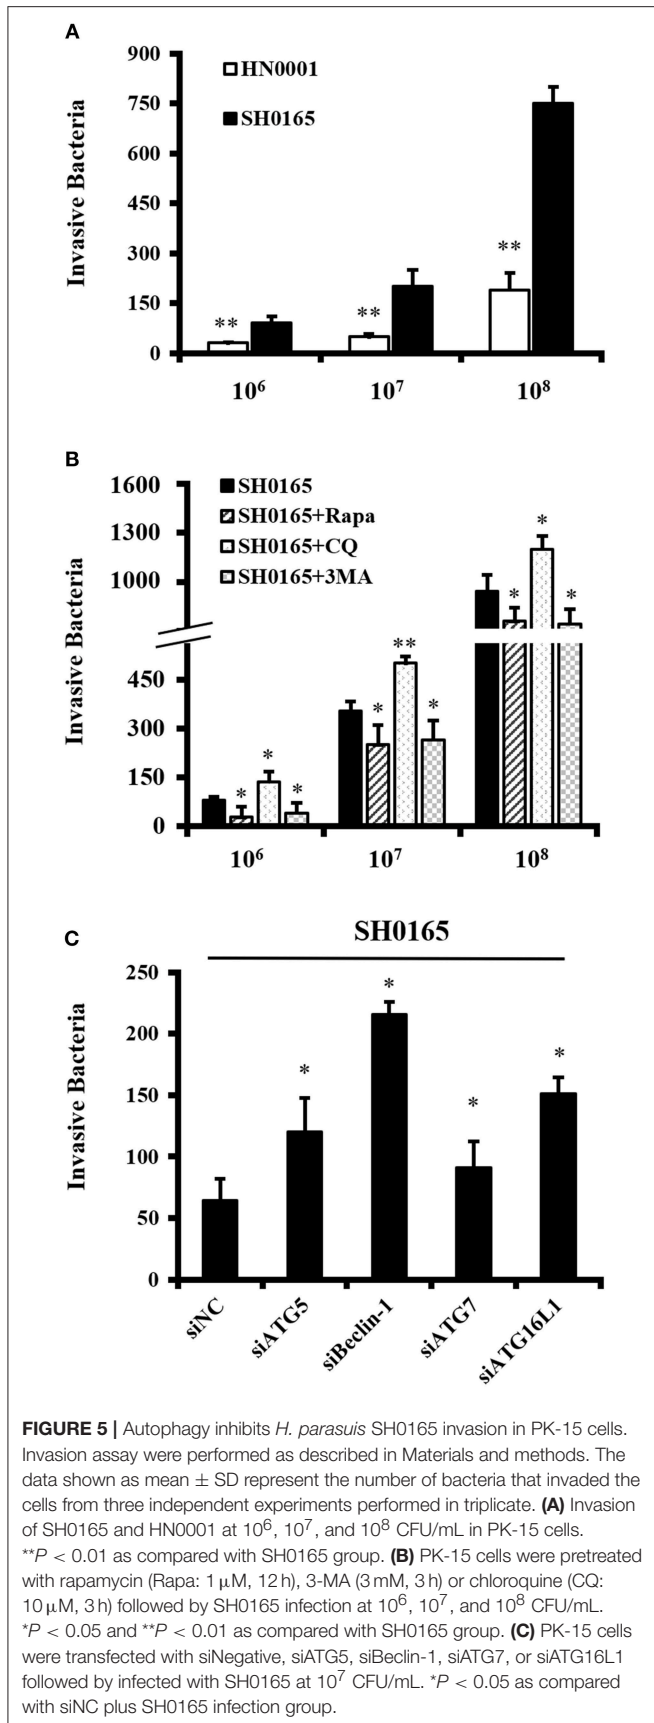 A
900
750
600
450
300
150
0
Invasive Bacteria
HN0001
SH0165
**
**
**
10⁶
10⁷
10⁸
B
1600
1300
1000
450
300
150
0
Invasive Bacteria
SH0165
SH0165+Rapa
SH0165+CQ
SH0165+3MA
*
*
*
*
**
*
*
*
*
10⁶
10⁷
10⁸
C
SH0165
250
200
150
100
50
0
Invasive Bacteria
*
*
*
*
siNC
siATG5
siBeclin-1
siATG7
siATG16L1
FIGURE 5 | Autophagy inhibits H. parasuis SH0165 invasion in PK-15 cells.
Invasion assay were performed as described in Materials and methods. The
data shown as mean ± SD represent the number of bacteria that invaded the
cells from three independent experiments performed in triplicate. (A) Invasion
of SH0165 and HN0001 at 10⁶, 10⁷, and 10⁸ CFU/mL in PK-15 cells.
**P < 0.01 as compared with SH0165 group. (B) PK-15 cells were pretreated
with rapamycin (Rapa: 1 μM, 12 h), 3-MA (3 mM, 3 h) or chloroquine (CQ:
10 μM, 3 h) followed by SH0165 infection at 10⁶, 10⁷, and 10⁸ CFU/mL.
*P < 0.05 and **P < 0.01 as compared with SH0165 group. (C) PK-15 cells
were transfected with siNegative, siATG5, siBeclin-1, siATG7, or siATG16L1
followed by infected with SH0165 at 10⁷ CFU/mL. *P < 0.05 as compared
with siNC plus SH0165 infection group.